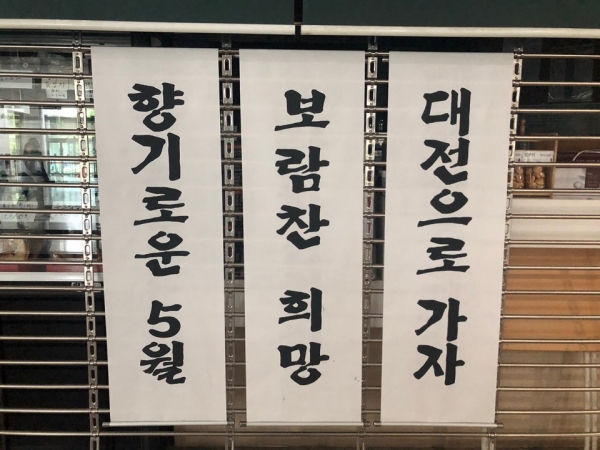 향기로운 5월
보람찬 희망
대전으로 가자